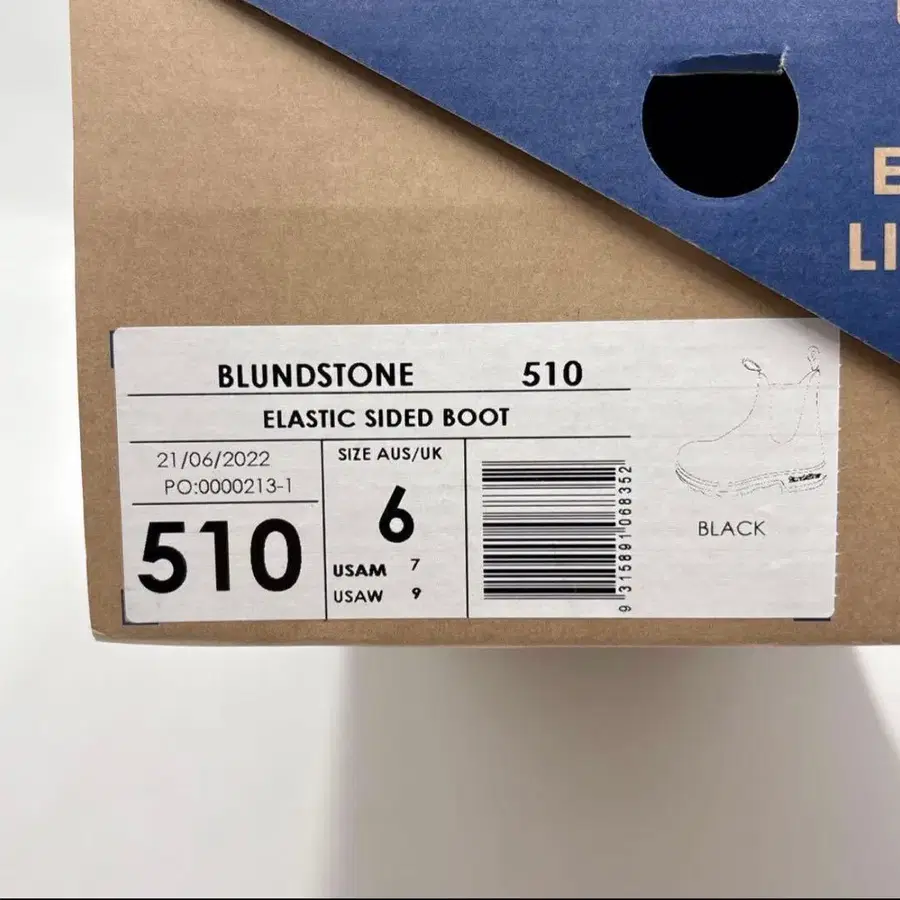 BLUNDSTONE 510
ELASTIC SIDED BOOT
21/06/2022
PO:0000213-1
510
SIZE AUS/UK
6
USAM 7
USAW 9
9 315891 068352
BLACK